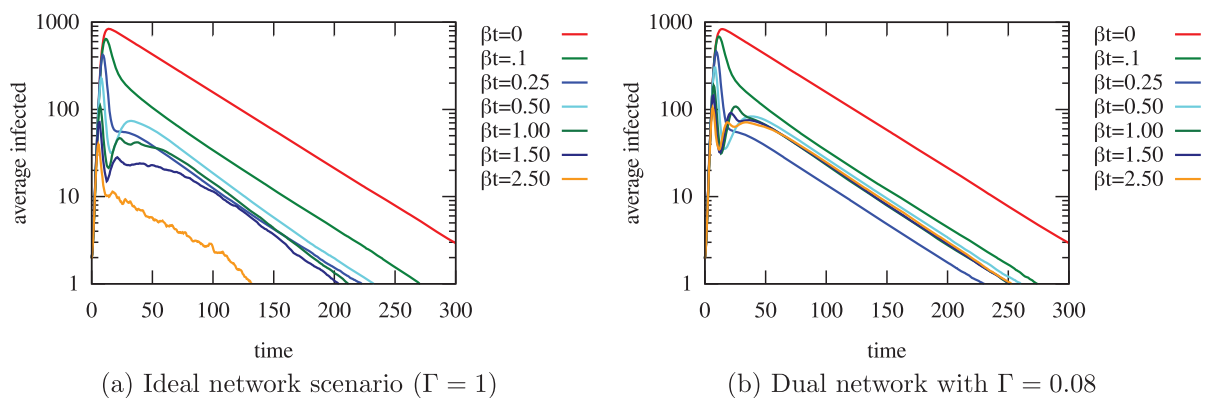 1000
100
10
1
0
50
100
150
200
250
300
average infected
time
βt=0
βt=.1
βt=0.25
βt=0.50
βt=1.00
βt=1.50
βt=2.50
(a) Ideal network scenario (Γ = 1)
1000
100
10
1
0
50
100
150
200
250
300
average infected
time
βt=0
βt=.1
βt=0.25
βt=0.50
βt=1.00
βt=1.50
βt=2.50
(b) Dual network with Γ = 0.08